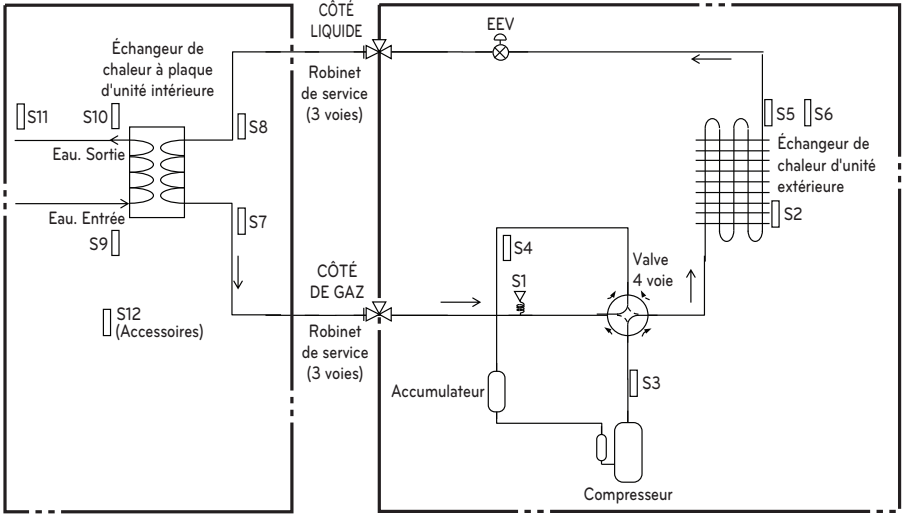 CÔTÉ
LIQUIDE
EEV
Échangeur de
chaleur à plaque
d'unité intérieure
Robinet
de service
(3 voies)
S11
S10
S8
S5
S6
Eau. Sortie
Échangeur de
chaleur d'unité
extérieure
Eau. Entrée
S9
S7
S2
S4
S1
Valve
4 voie
CÔTÉ
DE GAZ
S12
(Accessoires)
Robinet
de service
(3 voies)
Accumulateur
S3
Compresseur